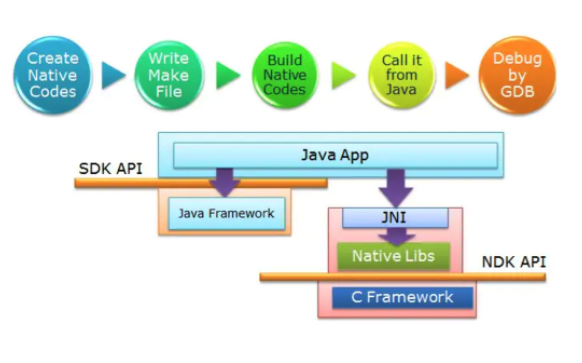 Create
Native
Codes
Write
Make
File
Build
Native
Codes
Call it
from
Java
Debug
by
GDB
Java App
SDK API
Java Framework
JNI
Native Libs
NDK API
C Framework